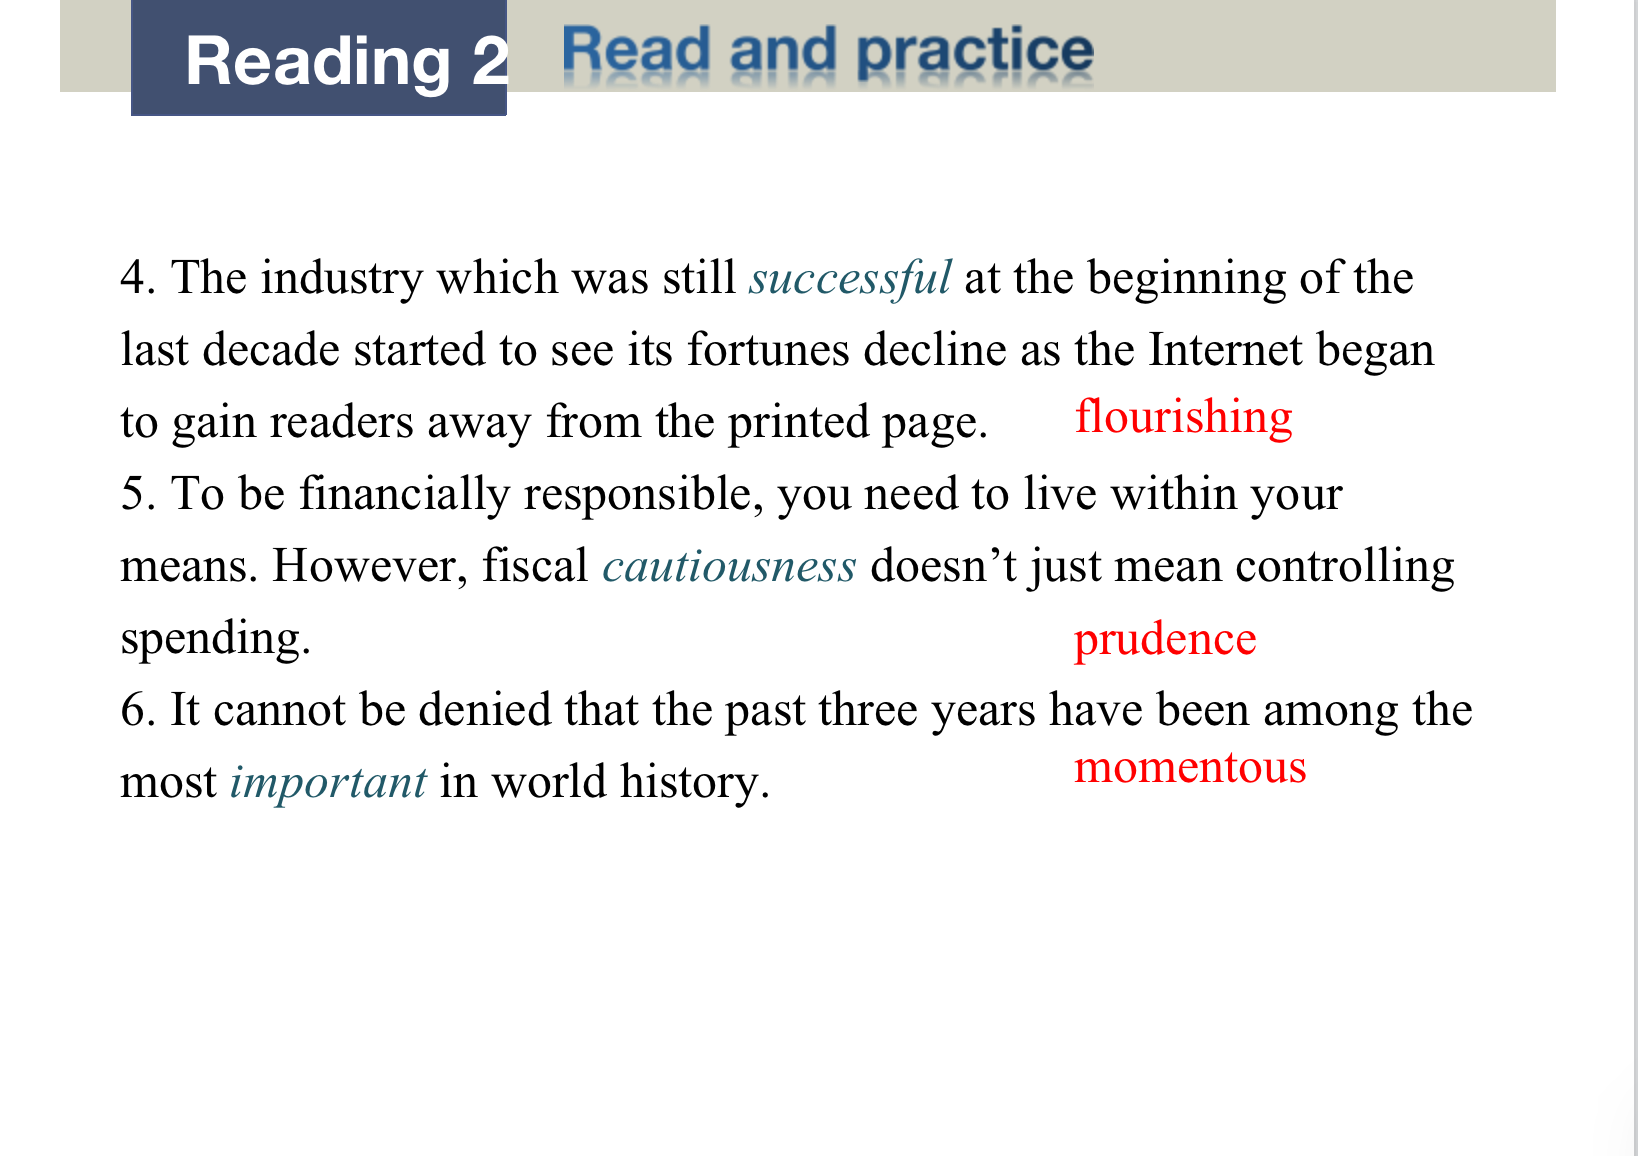 Reading 2 Read and practice
4. The industry which was still successful at the beginning of the
last decade started to see its fortunes decline as the Internet began
to gain readers away from the printed page. flourishing
5. To be financially responsible, you need to live within your
means. However, fiscal cautiousness doesn’t just mean controlling
spending. prudence
6. It cannot be denied that the past three years have been among the
most important in world history. momentous